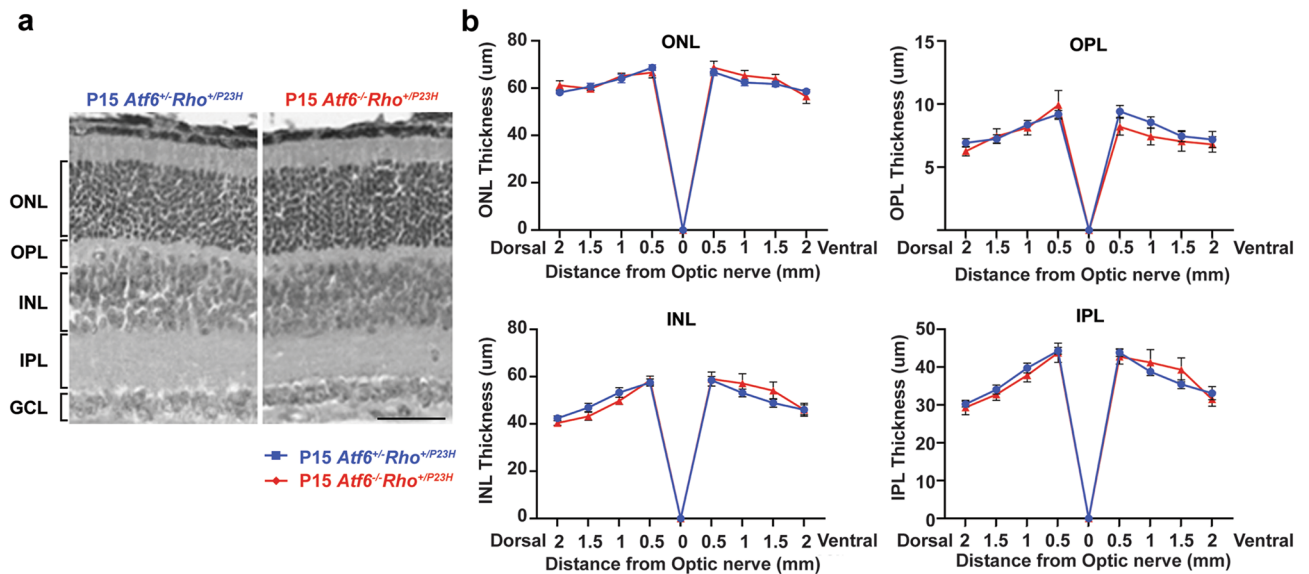 a
P15 Atf6+/-Rho+/P23H
P15 Atf6-/-Rho+/P23H
ONL
OPL
INL
IPL
GCL
P15 Atf6+/-Rho+/P23H
P15 Atf6-/-Rho+/P23H
b
ONL
ONL Thickness (um)
80
60
40
20
0
Dorsal 2 1.5 1 0.5 0 0.5 1 1.5 2 Ventral
Distance from Optic nerve (mm)
OPL
OPL Thickness (um)
15
10
5
Dorsal 2 1.5 1 0.5 0 0.5 1 1.5 2 Ventral
Distance from Optic nerve (mm)
INL
INL Thickness (um)
80
60
40
20
0
Dorsal 2 1.5 1 0.5 0 0.5 1 1.5 2 Ventral
Distance from Optic nerve (mm)
IPL
IPL Thickness (um)
50
40
30
20
10
0
Dorsal 2 1.5 1 0.5 0 0.5 1 1.5 2 Ventral
Distance from Optic nerve (mm)